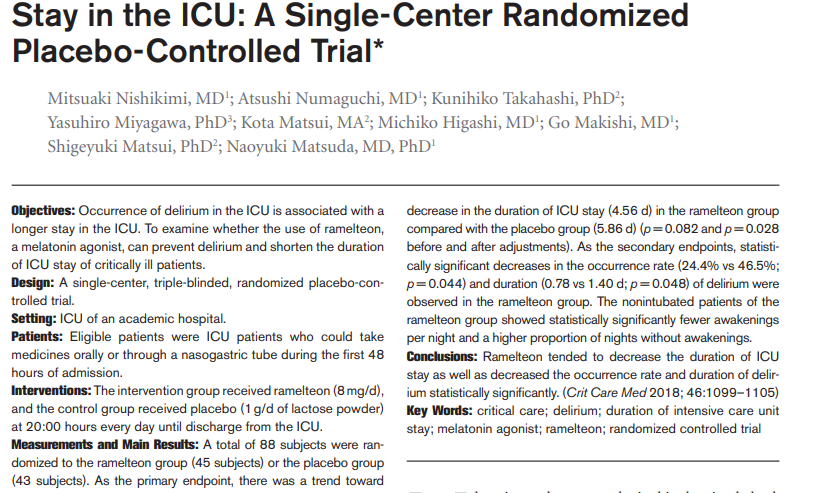 Stay in the ICU: A Single-Center Randomized
Placebo-Controlled Trial*
Mitsuaki Nishikimi, MD1; Atsushi Numaguchi, MD1; Kunihiko Takahashi, PhD2;
Yasuhiro Miyagawa, PhD3; Kota Matsui, MA2; Michiko Higashi, MD1; Go Makishi, MD1;
Shigeyuki Matsui, PhD2; Naoyuki Matsuda, MD, PhD1
Objectives: Occurrence of delirium in the ICU is associated with a
longer stay in the ICU. To examine whether the use of ramelteon,
a melatonin agonist, can prevent delirium and shorten the duration
of ICU stay of critically ill patients.
Design: A single-center, triple-blinded, randomized placebo-con-
trolled trial.
Setting: ICU of an academic hospital.
Patients: Eligible patients were ICU patients who could take
medicines orally or through a nasogastric tube during the first 48
hours of admission.
Interventions: The intervention group received ramelteon (8 mg/d),
and the control group received placebo (1 g/d of lactose powder)
at 20:00 hours every day until discharge from the ICU.
Measurements and Main Results: A total of 88 subjects were ran-
domized to the ramelteon group (45 subjects) or the placebo group
(43 subjects). As the primary endpoint, there was a trend toward
decrease in the duration of ICU stay (4.56 d) in the ramelteon group
compared with the placebo group (5.86 d) (p = 0.082 and p = 0.028
before and after adjustments). As the secondary endpoints, statisti-
cally significant decreases in the occurrence rate (24.4% vs 46.5%;
p = 0.044) and duration (0.78 vs 1.40 d; p = 0.048) of delirium were
observed in the ramelteon group. The nonintubated patients of the
ramelteon group showed statistically significantly fewer awakenings
per night and a higher proportion of nights without awakenings.
Conclusions: Ramelteon tended to decrease the duration of ICU
stay as well as decreased the occurrence rate and duration of delir-
ium statistically significantly. (Crit Care Med 2018; 46:1099–1105)
Key Words: critical care; delirium; duration of intensive care unit
stay; melatonin agonist; ramelteon; randomized controlled trial